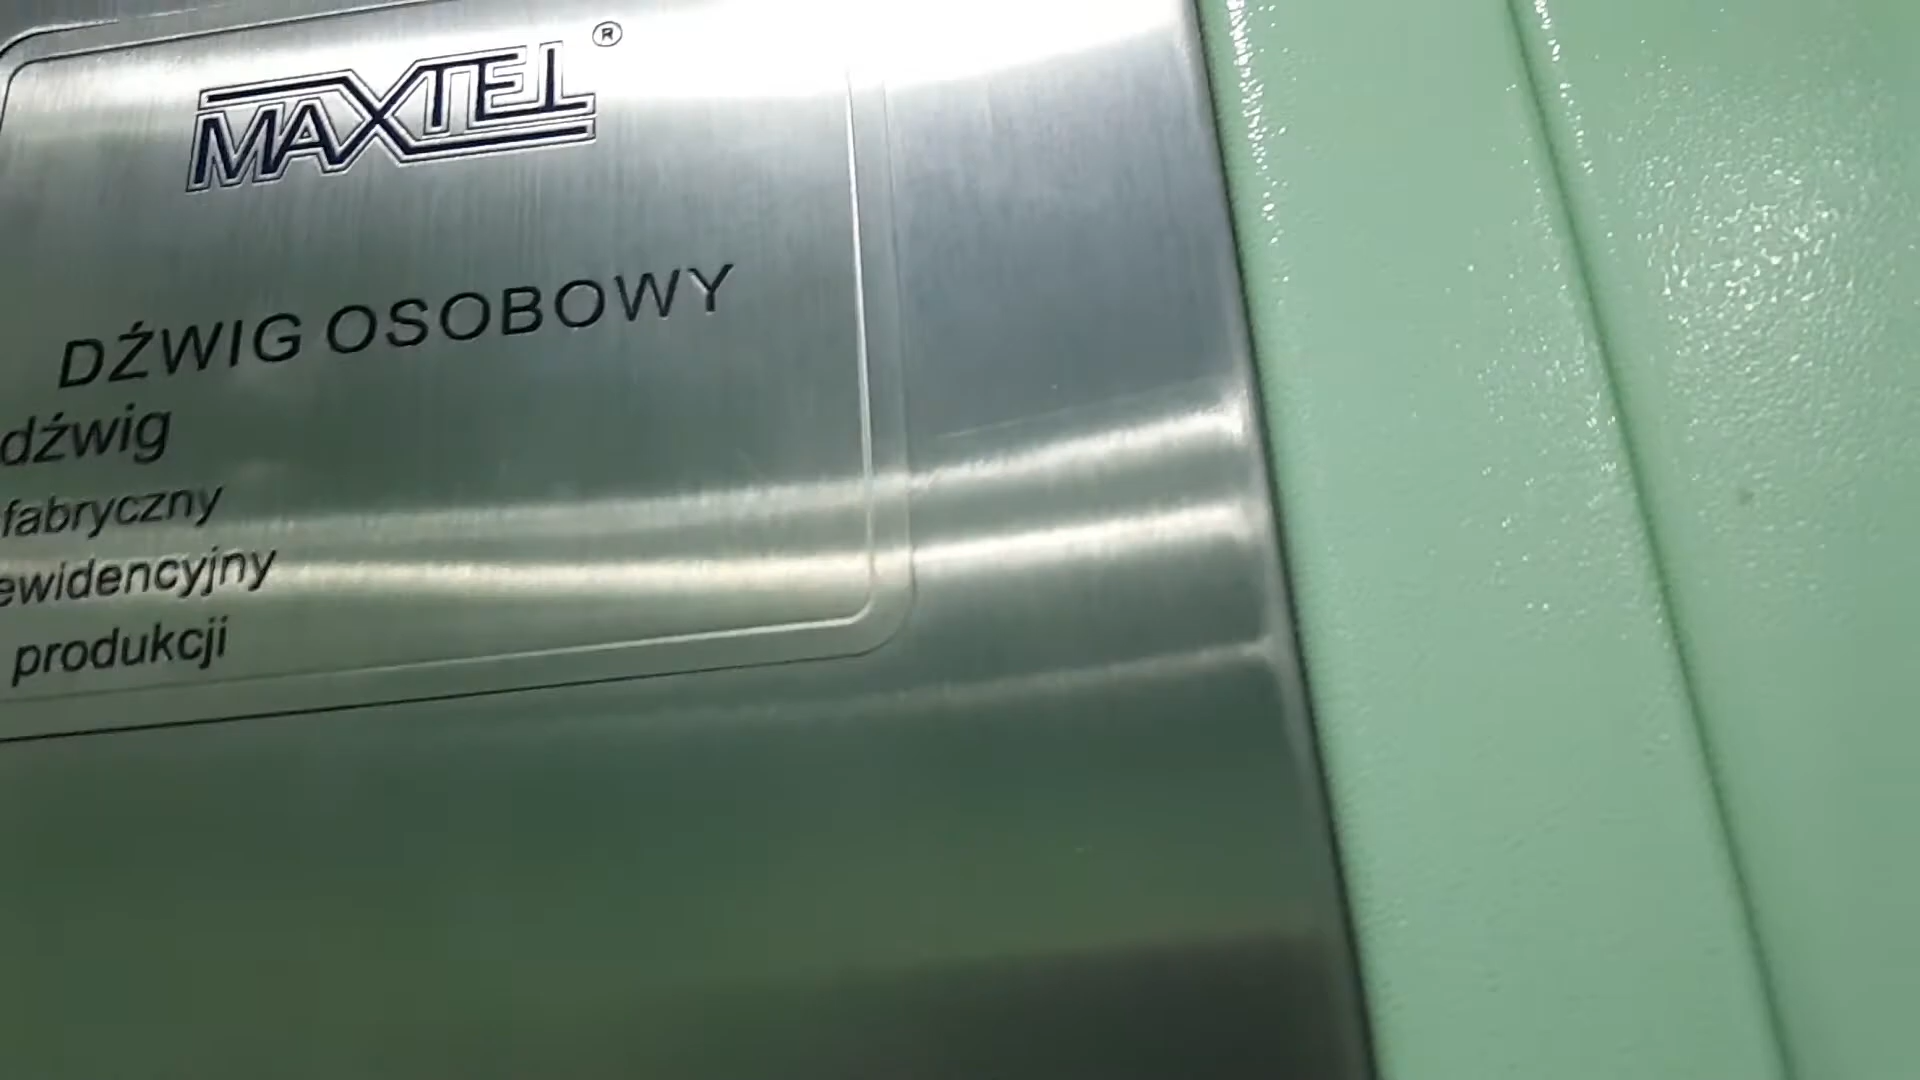 MAXTEL ®
DŹWIG OSOBOWY
dźwig
fabryczny
ewidencyjny
produkcji